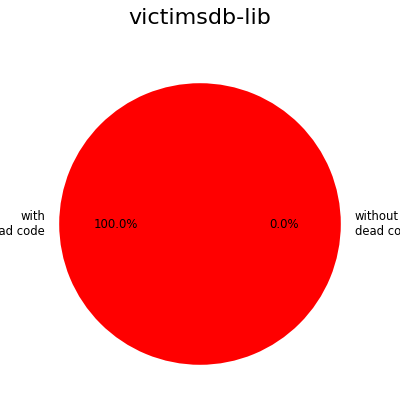 victimsdb-lib
with
ad code
100.0%
0.0%
without
dead co